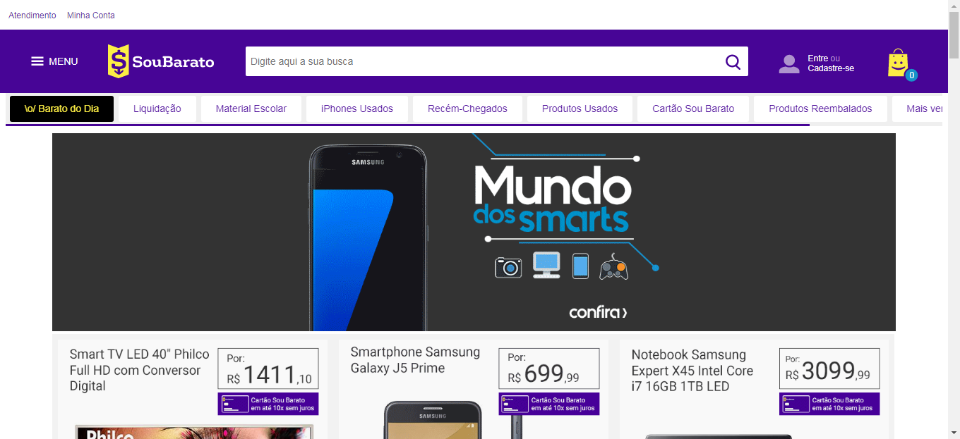 Atendimento Minha Conta
MENU
SouBarato
Digite aqui a sua busca
Entre ou
Cadastre-se
0
\o/ Barato do Dia
Liquidação
Material Escolar
iPhones Usados
Recém-Chegados
Produtos Usados
Cartão Sou Barato
Produtos Reembalados
Mais ver
SAMSUNG
Mundo
dos smarts
confira
Smart TV LED 40" Philco
Full HD com Conversor
Digital
Por:
R$ 1411,10
Cartão Sou Barato
em até 10x sem juros
Philco
Smartphone Samsung
Galaxy J5 Prime
Por:
R$ 699,99
Cartão Sou Barato
em até 10x sem juros
SAMSUNG
Notebook Samsung
Expert X45 Intel Core
i7 16GB 1TB LED
Por:
R$ 3099,99
Cartão Sou Barato
em até 10x sem juros